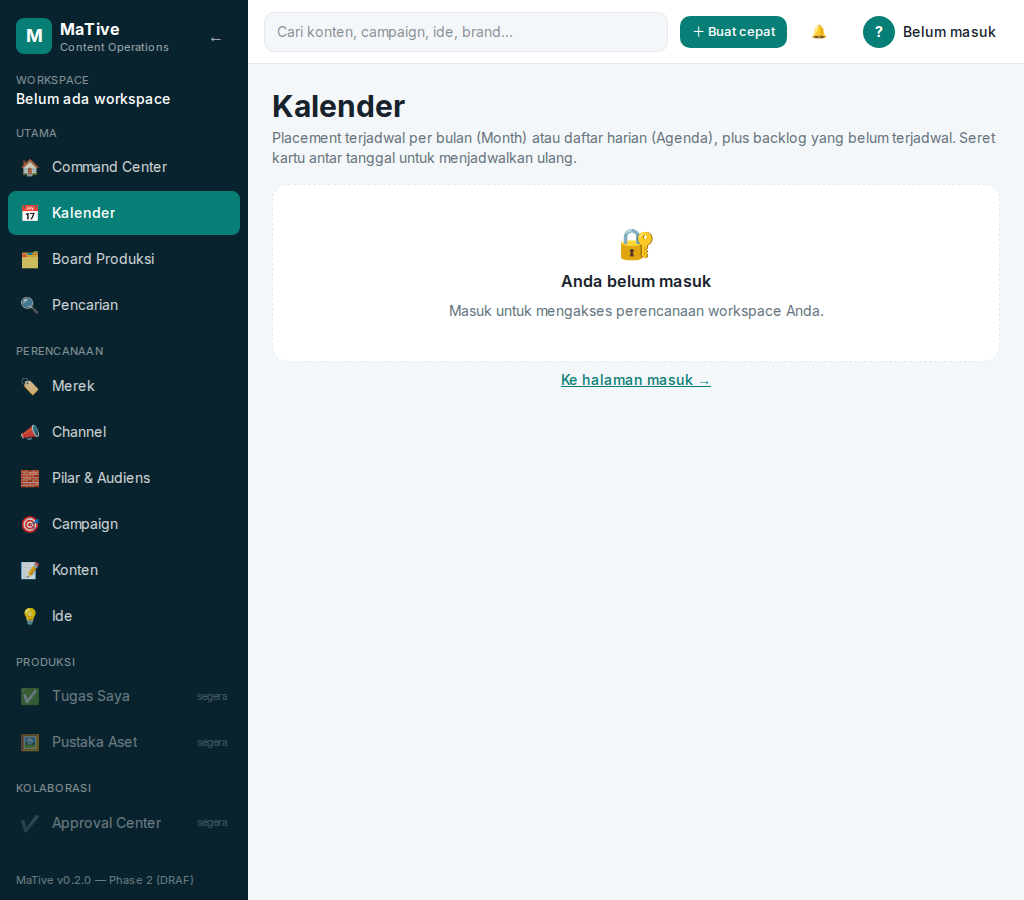 M
MaTive
Content Operations
←
WORKSPACE
Belum ada workspace
UTAMA
Command Center
Kalender
Board Produksi
Pencarian
PERENCANAAN
Merek
Channel
Pilar & Audiens
Campaign
Konten
Ide
PRODUKSI
Tugas Saya segera
Pustaka Aset segera
KOLABORASI
Approval Center segera
MaTive v0.2.0 — Phase 2 (DRAF)
Cari konten, campaign, ide, brand...
+ Buat cepat
?
Belum masuk
Kalender
Placement terjadwal per bulan (Month) atau daftar harian (Agenda), plus backlog yang belum terjadwal. Seret
kartu antar tanggal untuk menjadwalkan ulang.
Anda belum masuk
Masuk untuk mengakses perencanaan workspace Anda.
Ke halaman masuk →